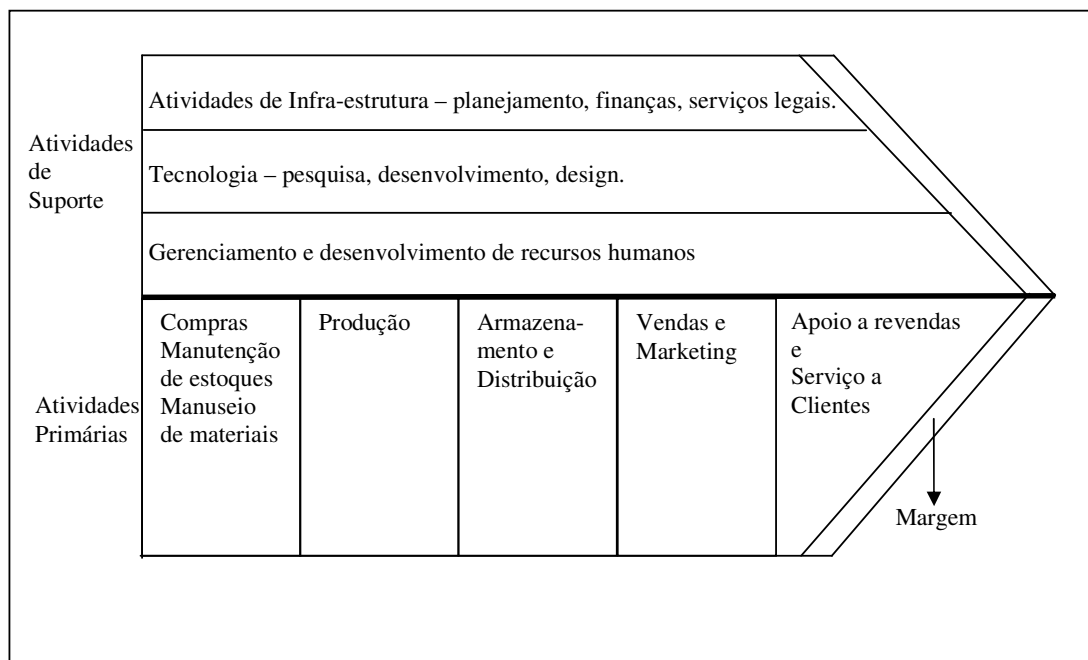 Atividades de Infra-estrutura – planejamento, finanças, serviços legais.
Atividades
de
Suporte
Tecnologia – pesquisa, desenvolvimento, design.
Gerenciamento e desenvolvimento de recursos humanos
Atividades
Primárias
Compras
Manutenção
de estoques
Manuseio
de materiais
Produção
Armazena-
mento e
Distribuição
Vendas e
Marketing
Apoio a revendas
e
Serviço a
Clientes
Margem